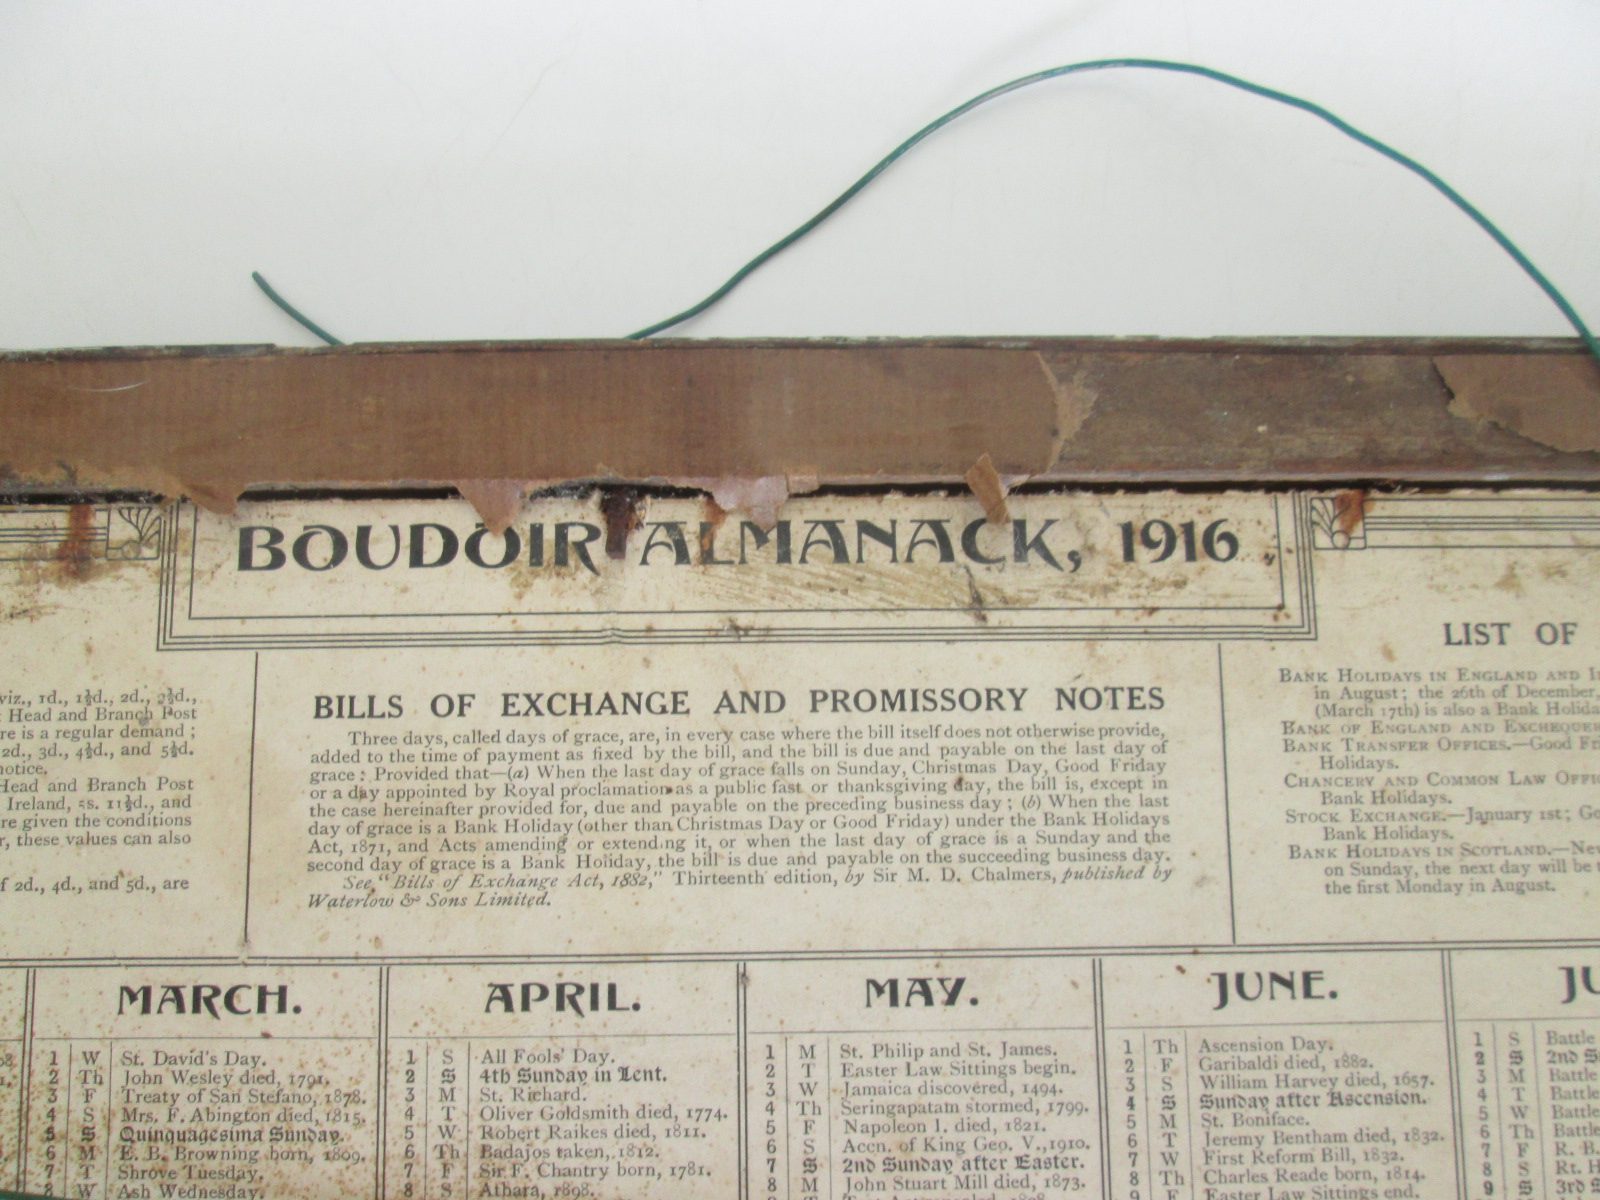 BOUDOIR ALMANACK, 1916
viz., 1d., 1½d., 2d., 2½d.,
Head and Branch Post
re is a regular demand ;
2d., 3d., 4½d., and 5½d.
notice.
Head and Branch Post
Ireland, 5s. 11½d., and
re given the conditions
r, these values can also
f 2d., 4d., and 5d., are
BILLS OF EXCHANGE AND PROMISSORY NOTES
Three days, called days of grace, are, in every case where the bill itself does not otherwise provide,
added to the time of payment as fixed by the bill, and the bill is due and payable on the last day of
grace : Provided that—(a) When the last day of grace falls on Sunday, Christmas Day, Good Friday
or a day appointed by Royal proclamation as a public fast or thanksgiving day, the bill is, except in
the case hereinafter provided for, due and payable on the preceding business day ; (b) When the last
day of grace is a Bank Holiday (other than Christmas Day or Good Friday) under the Bank Holidays
Act, 1871, and Acts amending or extending it, or when the last day of grace is a Sunday and the
second day of grace is a Bank Holiday, the bill is due and payable on the succeeding business day.
See "Bills of Exchange Act, 1882," Thirteenth edition, by Sir M. D. Chalmers, published by
Waterlow & Sons Limited.
LIST OF
BANK HOLIDAYS IN ENGLAND AND I
in August ; the 26th of December,
(March 17th) is also a Bank Holida
BANK OF ENGLAND AND EXCHEQUER
BANK TRANSFER OFFICES.—Good Fr
Holidays.
CHANCERY AND COMMON LAW OFFI
Bank Holidays.
STOCK EXCHANGE.—January 1st ; Go
Bank Holidays.
BANK HOLIDAYS IN SCOTLAND.—New
on Sunday, the next day will be
the first Monday in August.
MARCH.
1 W St. David's Day.
2 Th John Wesley died, 1791.
3 F Treaty of San Stefano, 1878.
4 S Mrs. F. Abington died, 1815.
5 S Quinquagesima Sunday.
6 M E. B. Browning born, 1809.
7 T Shrove Tuesday.
8 W Ash Wednesday.
APRIL.
1 S All Fools' Day.
2 S 4th Sunday in Lent.
3 M St. Richard.
4 T Oliver Goldsmith died, 1774.
5 W Robert Raikes died, 1811.
6 Th Badajos taken, 1812.
7 F Sir F. Chantry born, 1781.
8 S Atbara, 1898.
MAY.
1 M St. Philip and St. James.
2 T Easter Law Sittings begin.
3 W Jamaica discovered, 1494.
4 Th Seringapatam stormed, 1799.
5 F Napoleon I. died, 1821.
6 S Accn. of King Geo. V., 1910.
7 S 2nd Sunday after Easter.
8 M John Stuart Mill died, 1873.
JUNE.
1 Th Ascension Day.
2 F Garibaldi died, 1882.
3 S William Harvey died, 1657.
4 S Sunday after Ascension.
5 M St. Boniface.
6 T Jeremy Bentham died, 1832.
7 W First Reform Bill, 1832.
8 Th Charles Reade born, 1814.
9 F Easter Law Sittings end.
JU
1 S Battle
2 S 2nd S
3 M Battle
4 T Battle
5 W Battle
6 Th Battle
7 F R. B.
8 S Rt. H
9 S 3rd S